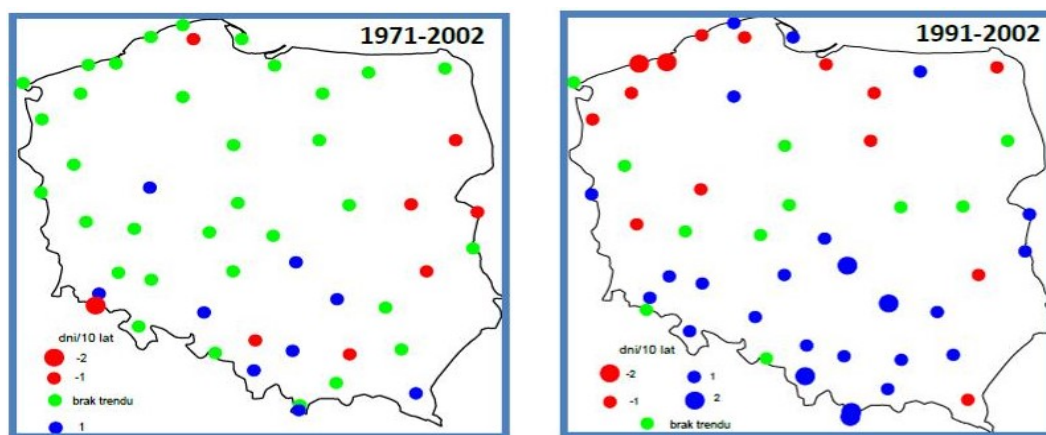 1971-2002
dni/10 lat
-2
-1
brak trendu
1
1991-2002
dni/10 lat
-2
1
-1
2
brak trendu